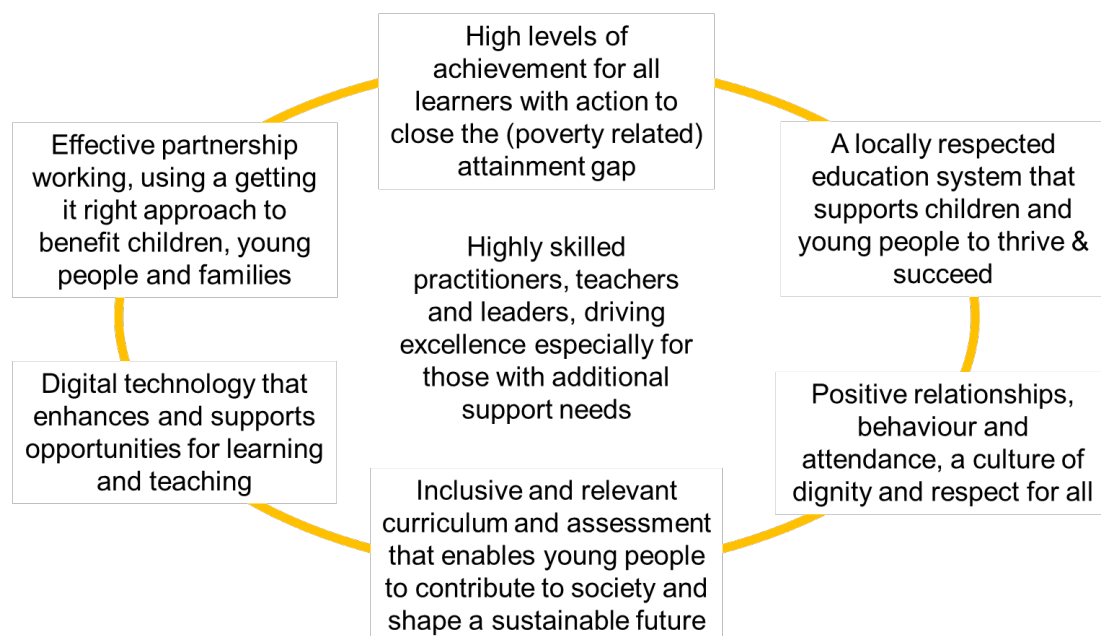 High levels of
achievement for all
learners with action to
close the (poverty related)
attainment gap
A locally respected
education system that
supports children and
young people to thrive &
succeed
Positive relationships,
behaviour and
attendance, a culture of
dignity and respect for all
Inclusive and relevant
curriculum and assessment
that enables young people
to contribute to society and
shape a sustainable future
Digital technology that
enhances and supports
opportunities for learning
and teaching
Effective partnership
working, using a getting
it right approach to
benefit children, young
people and families
Highly skilled
practitioners, teachers
and leaders, driving
excellence especially for
those with additional
support needs